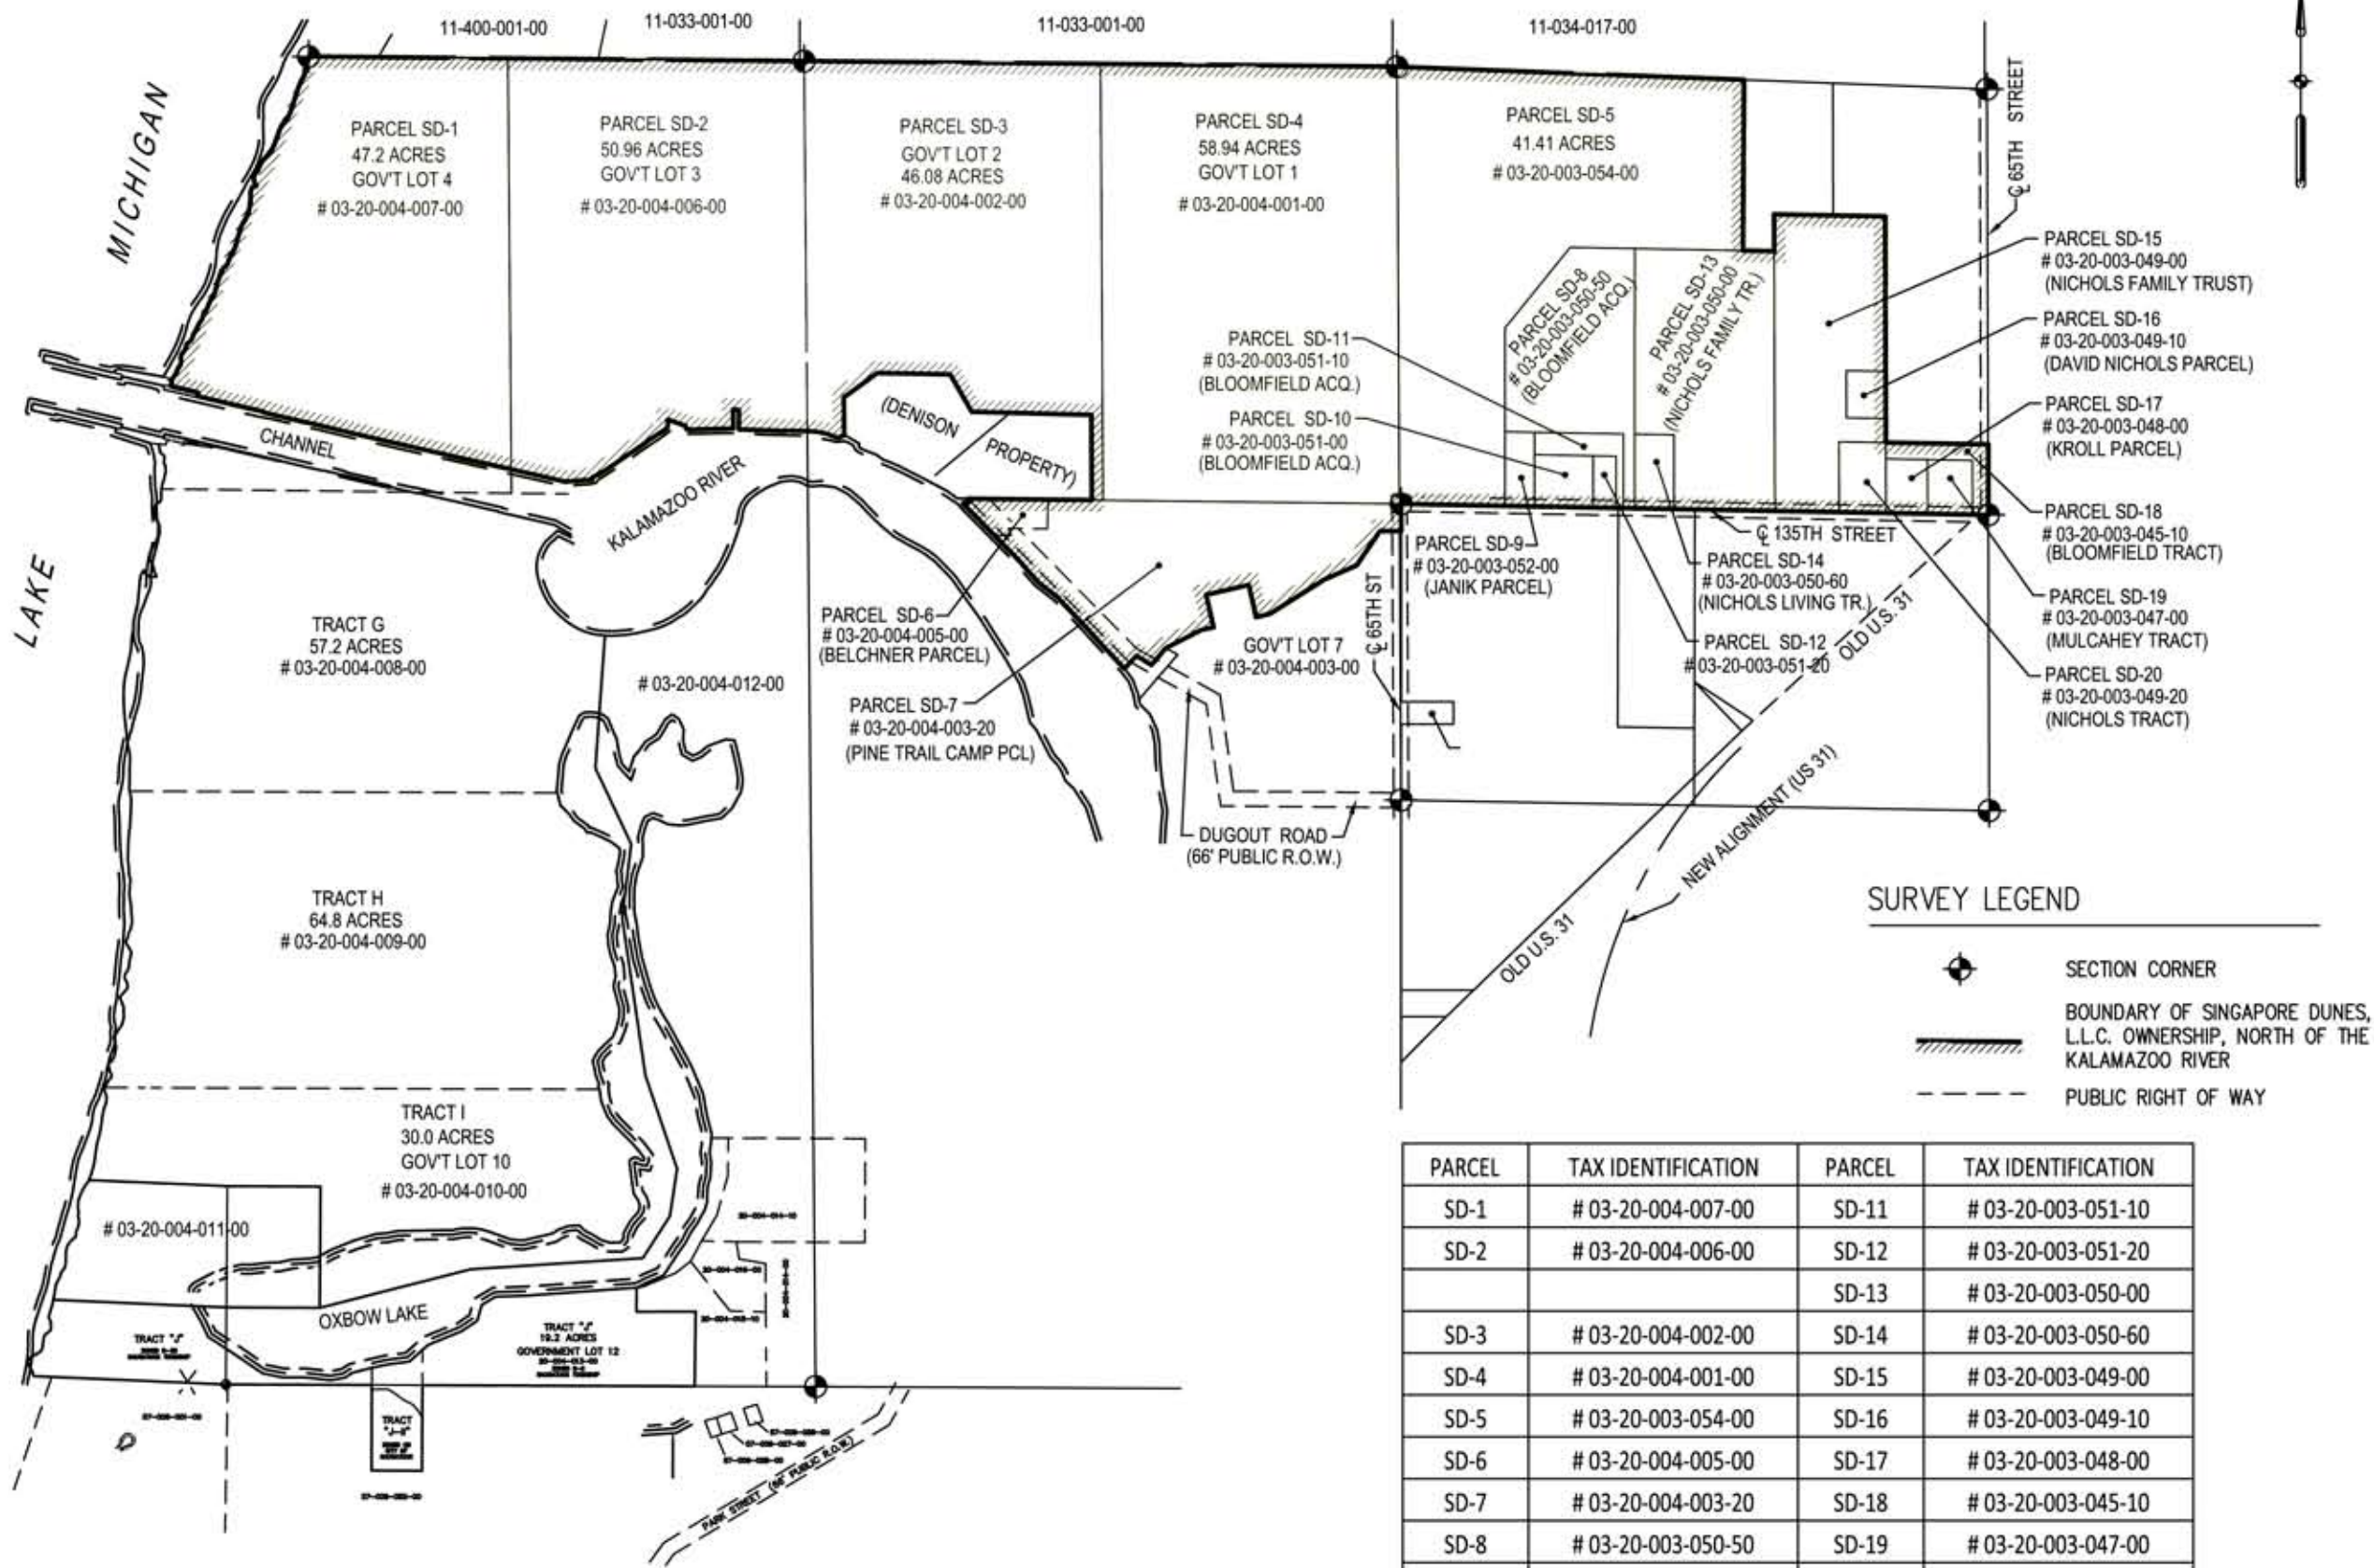 11-400-001-00
11-033-001-00
11-033-001-00
11-034-017-00
LAKE MICHIGAN
PARCEL SD-1
47.2 ACRES
GOV'T LOT 4
# 03-20-004-007-00
PARCEL SD-2
50.96 ACRES
GOV'T LOT 3
# 03-20-004-006-00
PARCEL SD-3
GOV'T LOT 2
46.08 ACRES
# 03-20-004-002-00
PARCEL SD-4
58.94 ACRES
GOV'T LOT 1
# 03-20-004-001-00
PARCEL SD-5
41.41 ACRES
# 03-20-003-054-00
℄ 65TH STREET
PARCEL SD-8
# 03-20-003-050-50
(BLOOMFIELD ACQ.)
PARCEL SD-13
# 03-20-003-050-00
(NICHOLS FAMILY TR.)
PARCEL SD-15
# 03-20-003-049-00
(NICHOLS FAMILY TRUST)
PARCEL SD-16
# 03-20-003-049-10
(DAVID NICHOLS PARCEL)
PARCEL SD-17
# 03-20-003-048-00
(KROLL PARCEL)
PARCEL SD-18
# 03-20-003-045-10
(BLOOMFIELD TRACT)
PARCEL SD-19
# 03-20-003-047-00
(MULCAHEY TRACT)
PARCEL SD-20
# 03-20-003-049-20
(NICHOLS TRACT)
PARCEL SD-11
# 03-20-003-051-10
(BLOOMFIELD ACQ.)
PARCEL SD-10
# 03-20-003-051-00
(BLOOMFIELD ACQ.)
(DENISON
PROPERTY)
CHANNEL
KALAMAZOO RIVER
PARCEL SD-9
# 03-20-003-052-00
(JANIK PARCEL)
℄ 135TH STREET
PARCEL SD-14
# 03-20-003-050-60
(NICHOLS LIVING TR.)
PARCEL SD-12
# 03-20-003-051-20
OLD U.S. 31
℄ 65TH ST
PARCEL SD-6
# 03-20-004-005-00
(BELCHNER PARCEL)
GOV'T LOT 7
# 03-20-004-003-00
PARCEL SD-7
# 03-20-004-003-20
(PINE TRAIL CAMP PCL)
DUGOUT ROAD
(66' PUBLIC R.O.W.)
NEW ALIGNMENT (US 31)
OLD U.S. 31
TRACT G
57.2 ACRES
# 03-20-004-008-00
# 03-20-004-012-00
TRACT H
64.8 ACRES
# 03-20-004-009-00
TRACT I
30.0 ACRES
GOV'T LOT 10
# 03-20-004-010-00
# 03-20-004-011-00
OXBOW LAKE
TRACT "J"
TRACT "J"
19.2 ACRES
GOVERNMENT LOT 12
TRACT
PARK STREET (66' PUBLIC R.O.W.)
SURVEY LEGEND
SECTION CORNER
BOUNDARY OF SINGAPORE DUNES,
L.L.C. OWNERSHIP, NORTH OF THE
KALAMAZOO RIVER
PUBLIC RIGHT OF WAY
PARCEL TAX IDENTIFICATION PARCEL TAX IDENTIFICATION
SD-1 # 03-20-004-007-00 SD-11 # 03-20-003-051-10
SD-2 # 03-20-004-006-00 SD-12 # 03-20-003-051-20
SD-13 # 03-20-003-050-00
SD-3 # 03-20-004-002-00 SD-14 # 03-20-003-050-60
SD-4 # 03-20-004-001-00 SD-15 # 03-20-003-049-00
SD-5 # 03-20-003-054-00 SD-16 # 03-20-003-049-10
SD-6 # 03-20-004-005-00 SD-17 # 03-20-003-048-00
SD-7 # 03-20-004-003-20 SD-18 # 03-20-003-045-10
SD-8 # 03-20-003-050-50 SD-19 # 03-20-003-047-00